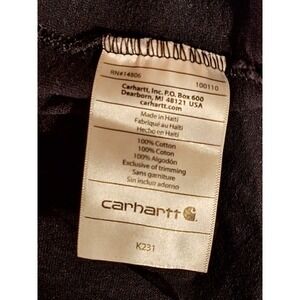 RN#14806 100110
Carhartt, Inc. P.O. Box 600
Dearborn, MI 48121 USA
carhartt.com
Made in Haiti
Fabriqué au Haïti
Hecho en Haiti
100% Cotton
100% Coton
100% Algodón
Exclusive of trimming
Sans garniture
Sin incluir adorno
carhartt
K231